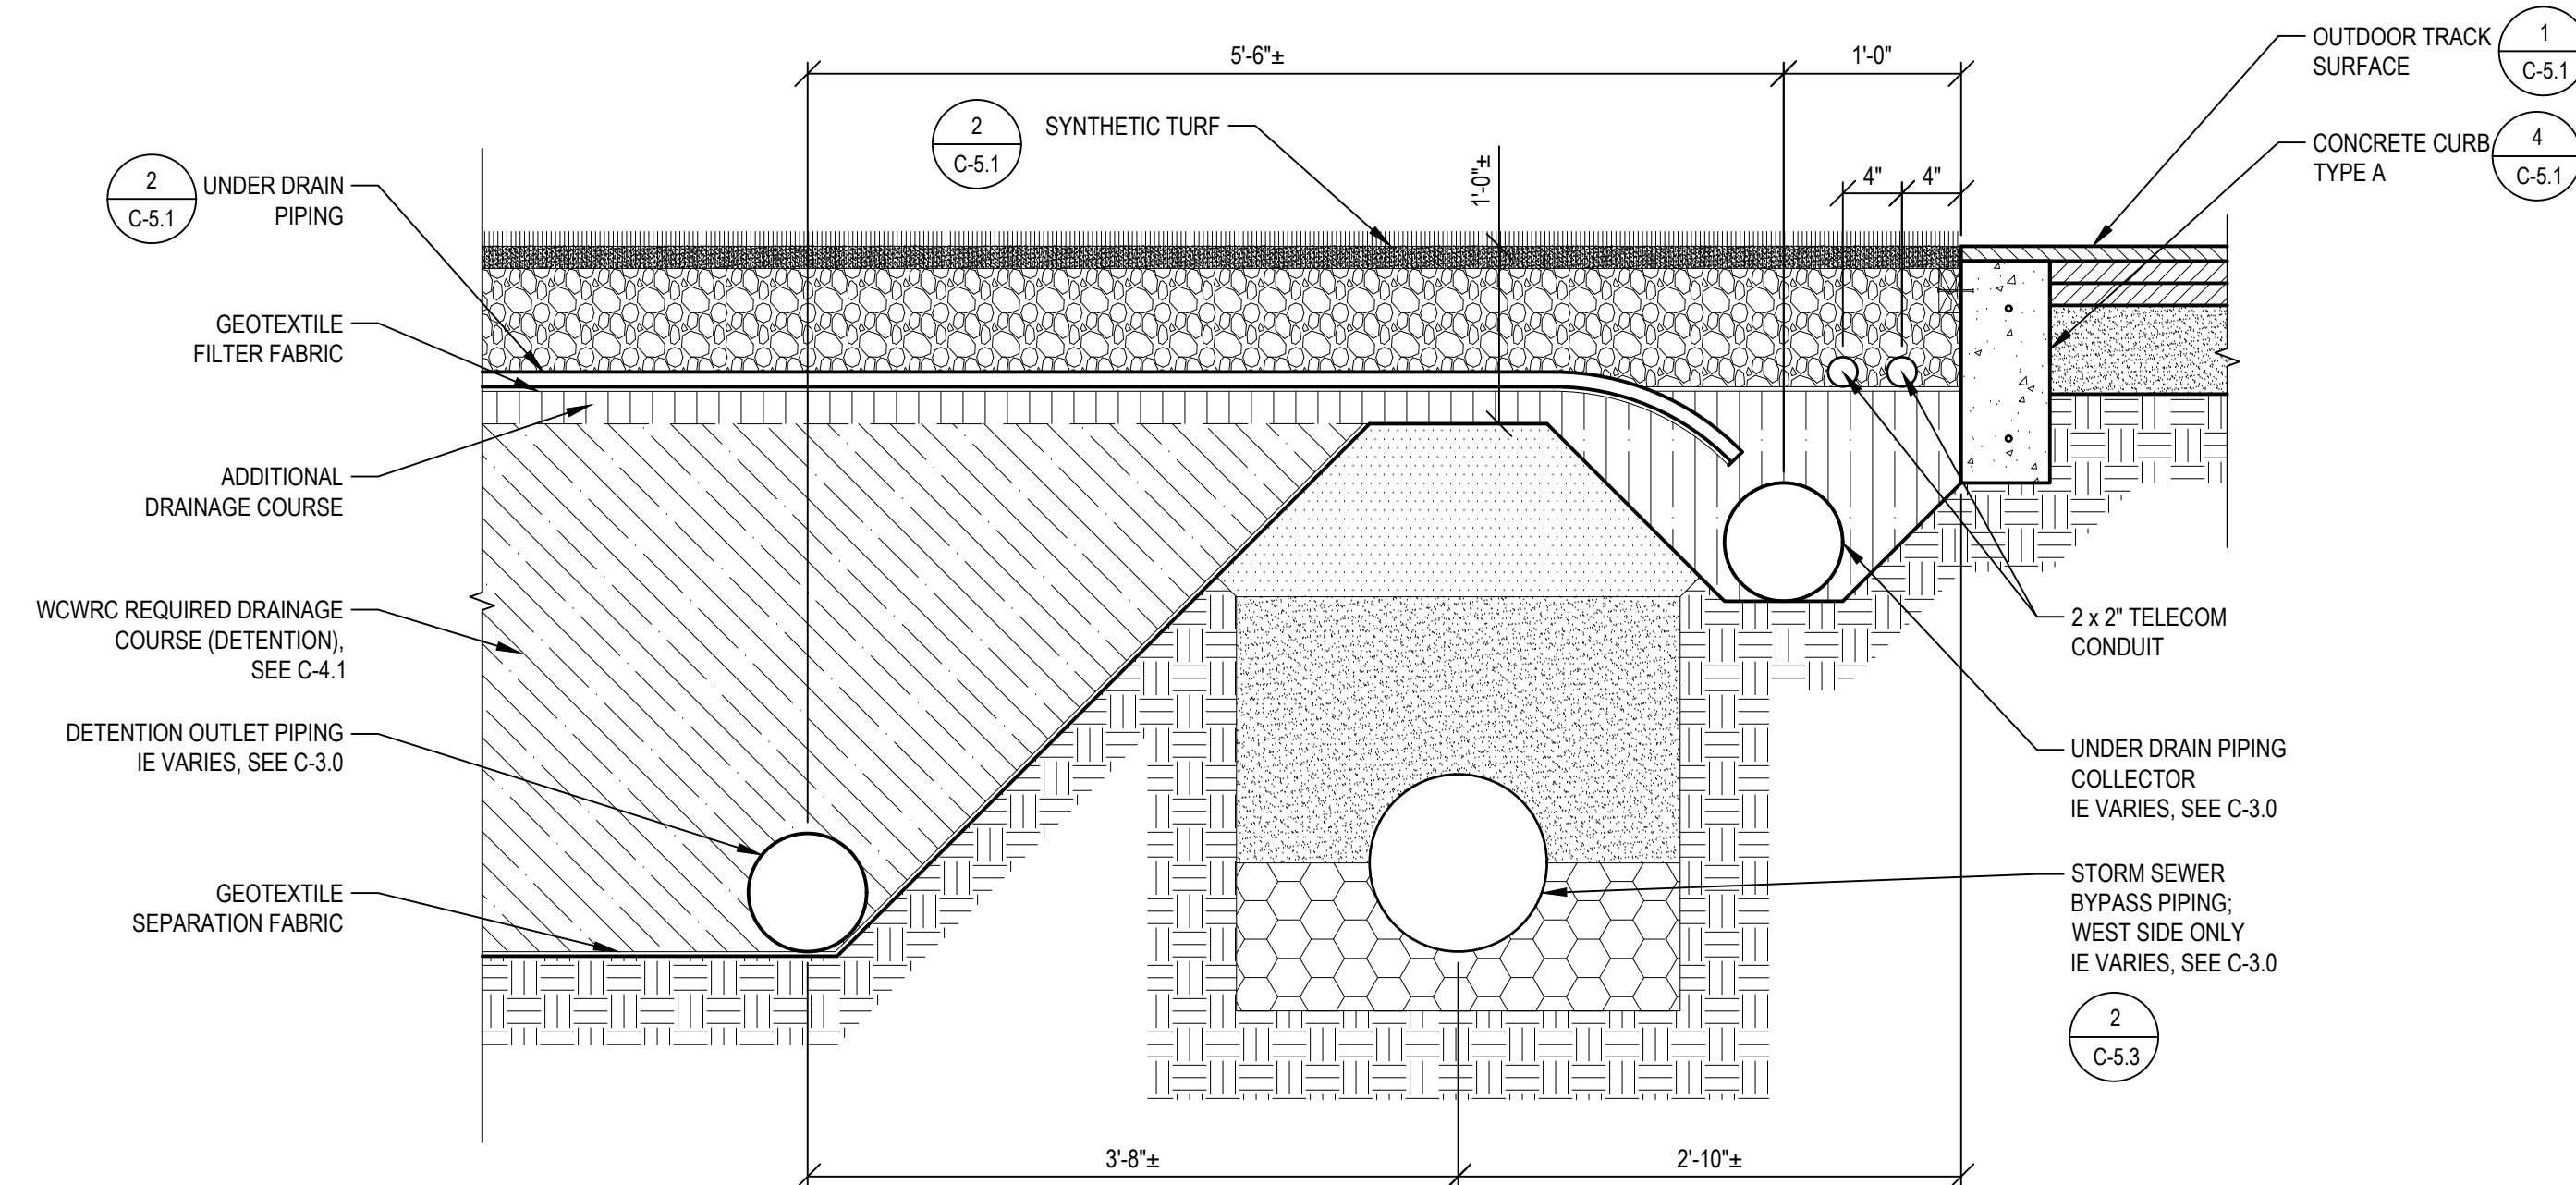 5'-6"±
1'-0"
OUTDOOR TRACK
SURFACE
1
C-5.1
2
C-5.1
SYNTHETIC TURF
1'-0"±
4"
4"
CONCRETE CURB
TYPE A
4
C-5.1
2
C-5.1
UNDER DRAIN
PIPING
GEOTEXTILE
FILTER FABRIC
ADDITIONAL
DRAINAGE COURSE
WCWRC REQUIRED DRAINAGE
COURSE (DETENTION),
SEE C-4.1
DETENTION OUTLET PIPING
IE VARIES, SEE C-3.0
GEOTEXTILE
SEPARATION FABRIC
2 x 2" TELECOM
CONDUIT
UNDER DRAIN PIPING
COLLECTOR
IE VARIES, SEE C-3.0
STORM SEWER
BYPASS PIPING;
WEST SIDE ONLY
IE VARIES, SEE C-3.0
2
C-5.3
3'-8"±
2'-10"±